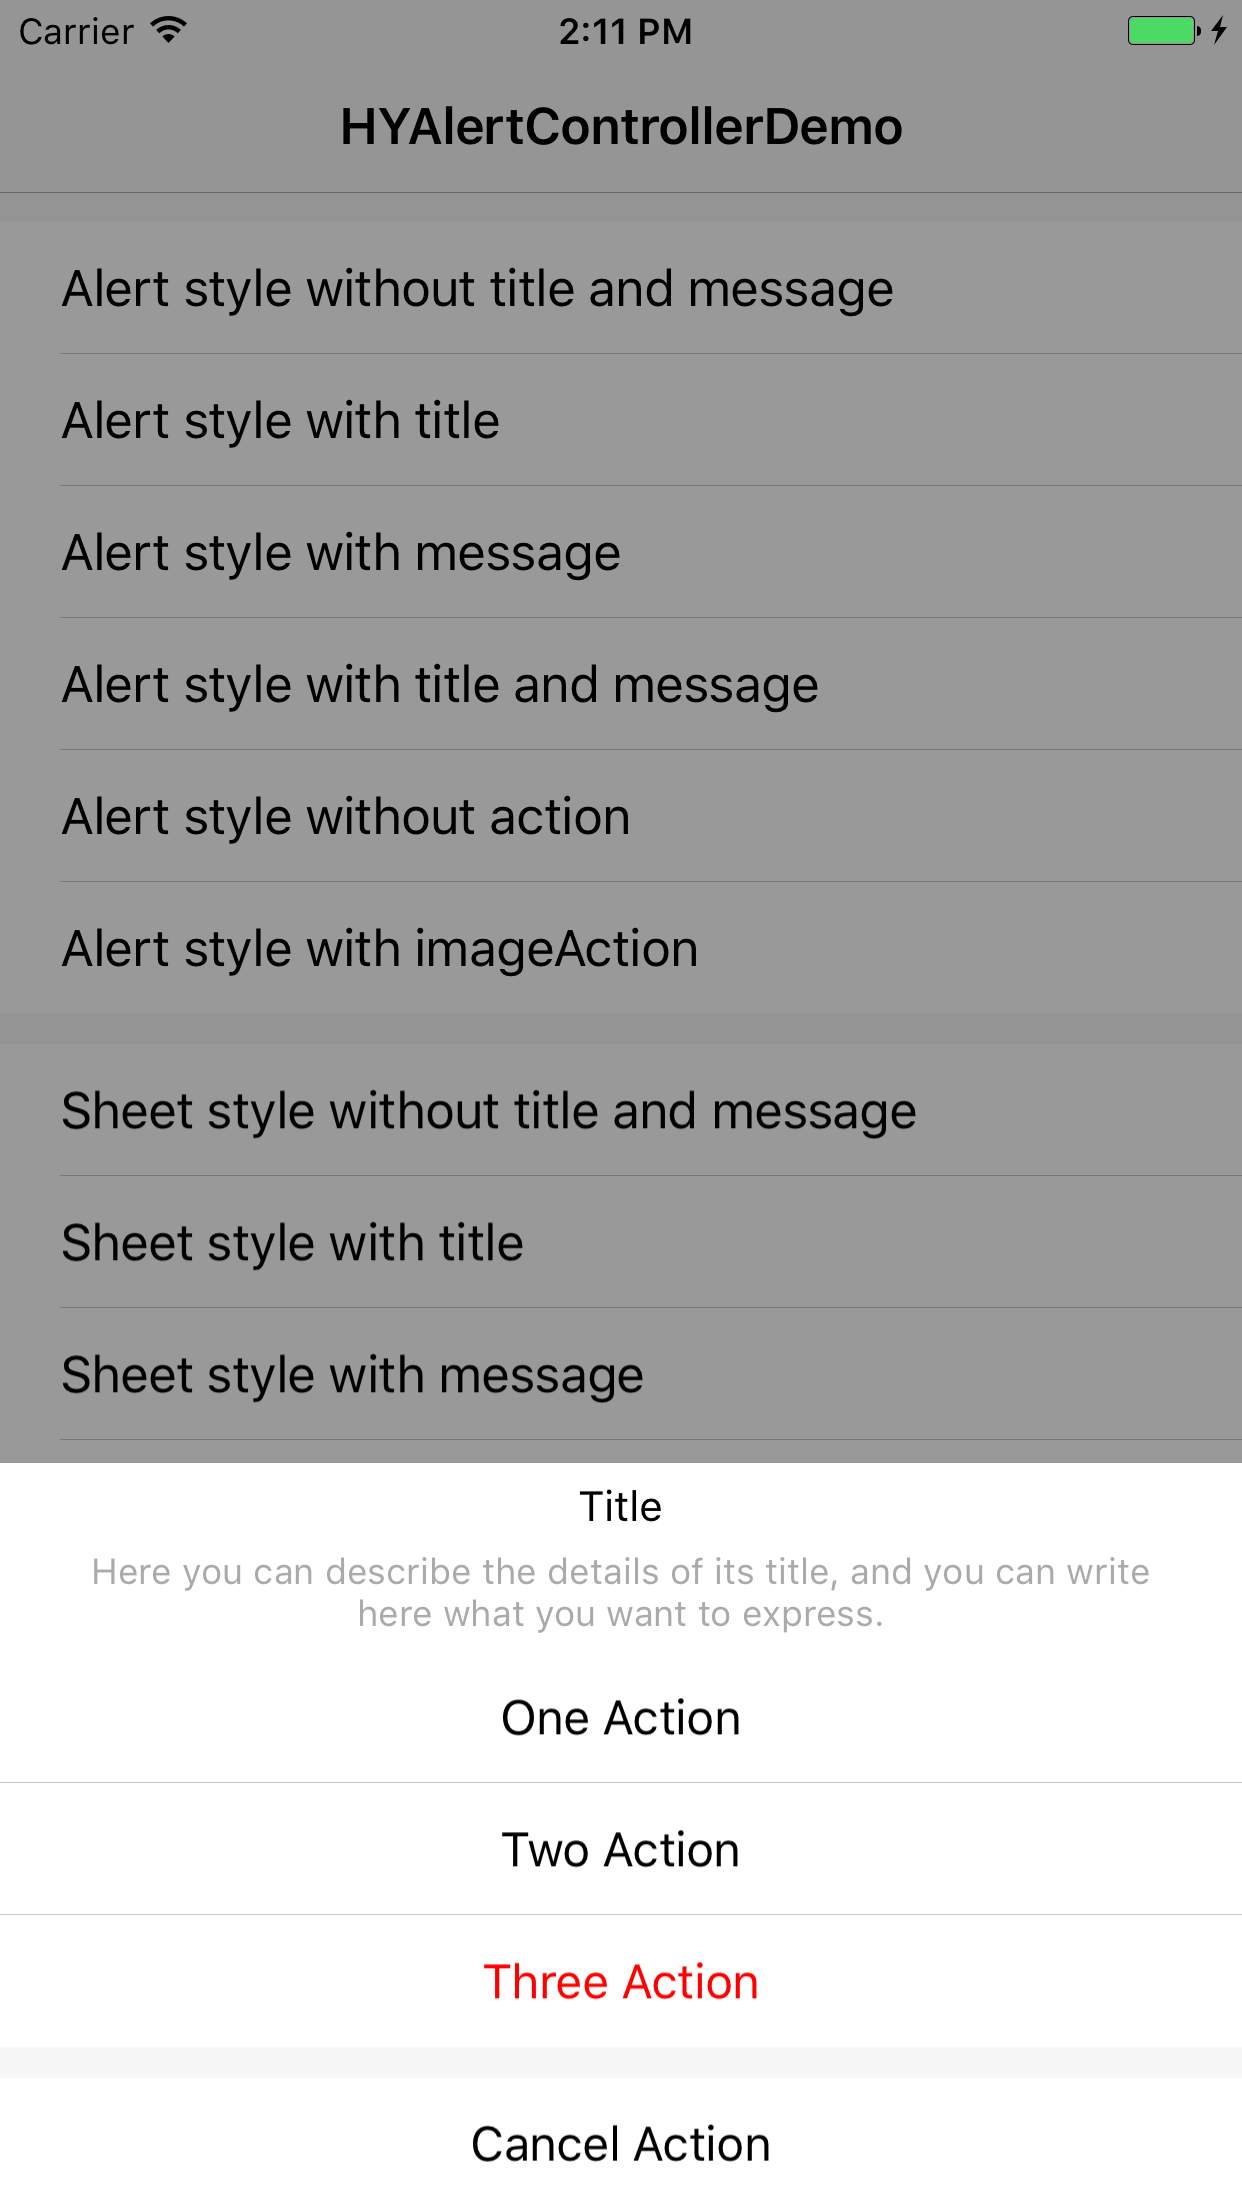 Carrier 2:11 PM
HYAlertControllerDemo
Alert style without title and message
Alert style with title
Alert style with message
Alert style with title and message
Alert style without action
Alert style with imageAction
Sheet style without title and message
Sheet style with title
Sheet style with message
Title
Here you can describe the details of its title, and you can write
here what you want to express.
One Action
Two Action
Three Action
Cancel Action